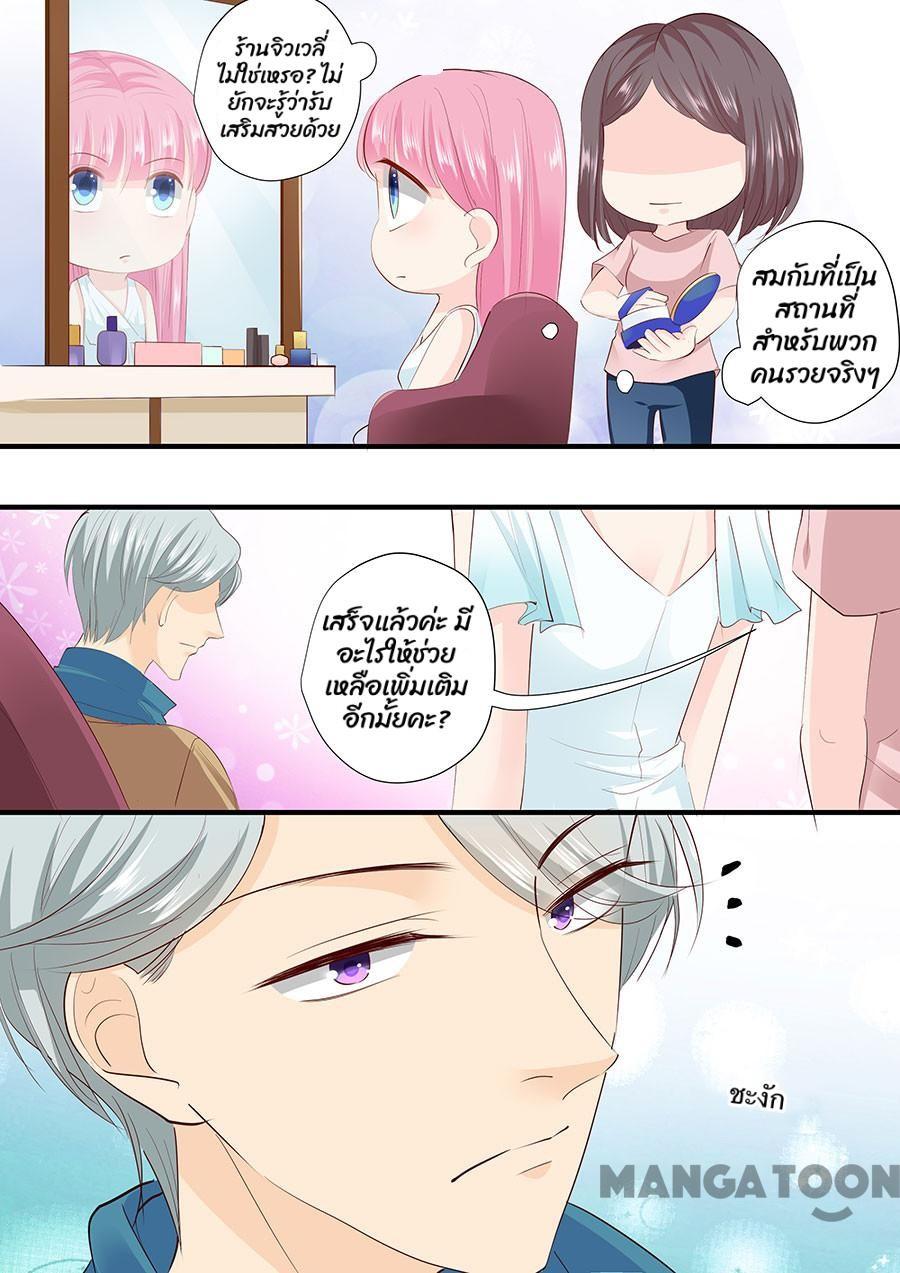 ร้านจิวเวลี่
ไม่ใช่เหรอ? ไม่
ยักจะรู้ว่ารับ
เสริมสวยด้วย
สมกับที่เป็น
สถานที่
สำหรับพวก
คนรวยจริงๆ
เสร็จแล้วค่ะ มี
อะไรให้ช่วย
เหลือเพิ่มเติม
อีกมั้ยคะ?
ชะงัก
MANGATOON